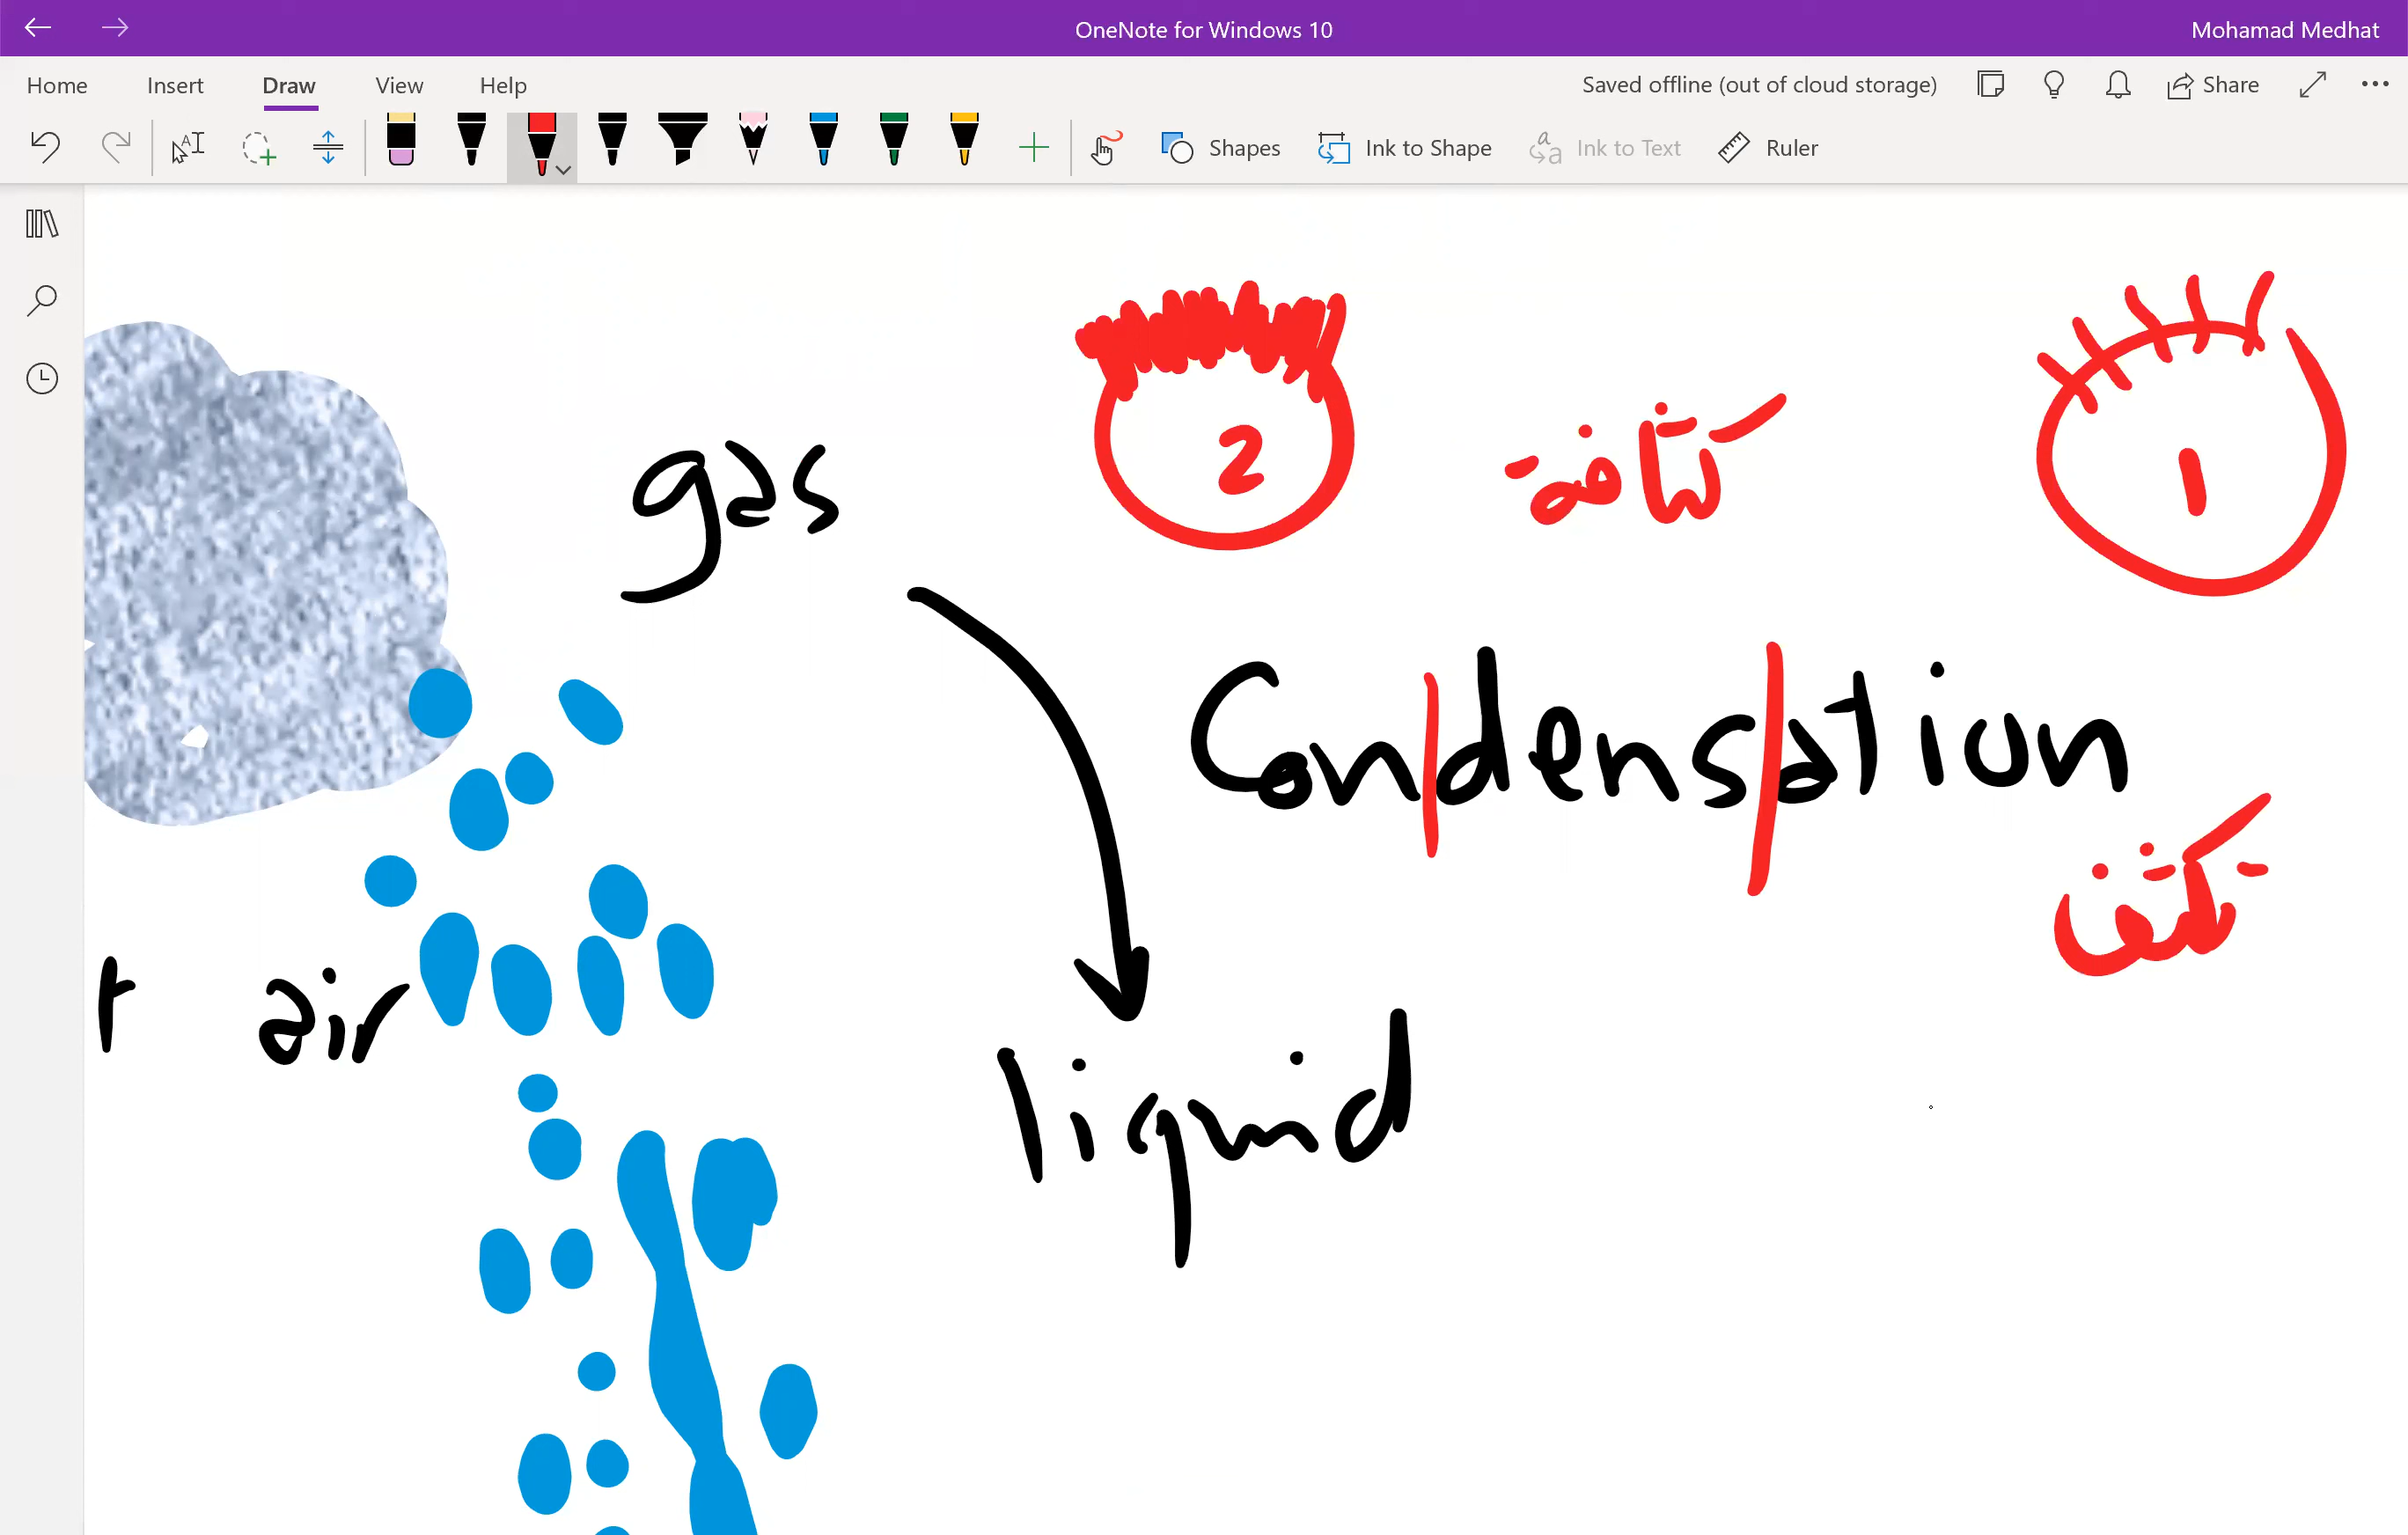 OneNote for Windows 10
Mohamad Medhat
Home Insert Draw View Help
Saved offline (out of cloud storage)
Share
Shapes Ink to Shape Ink to Text Ruler
gas
2
كثافة
1
Condensation
تكثف
t air
liquid